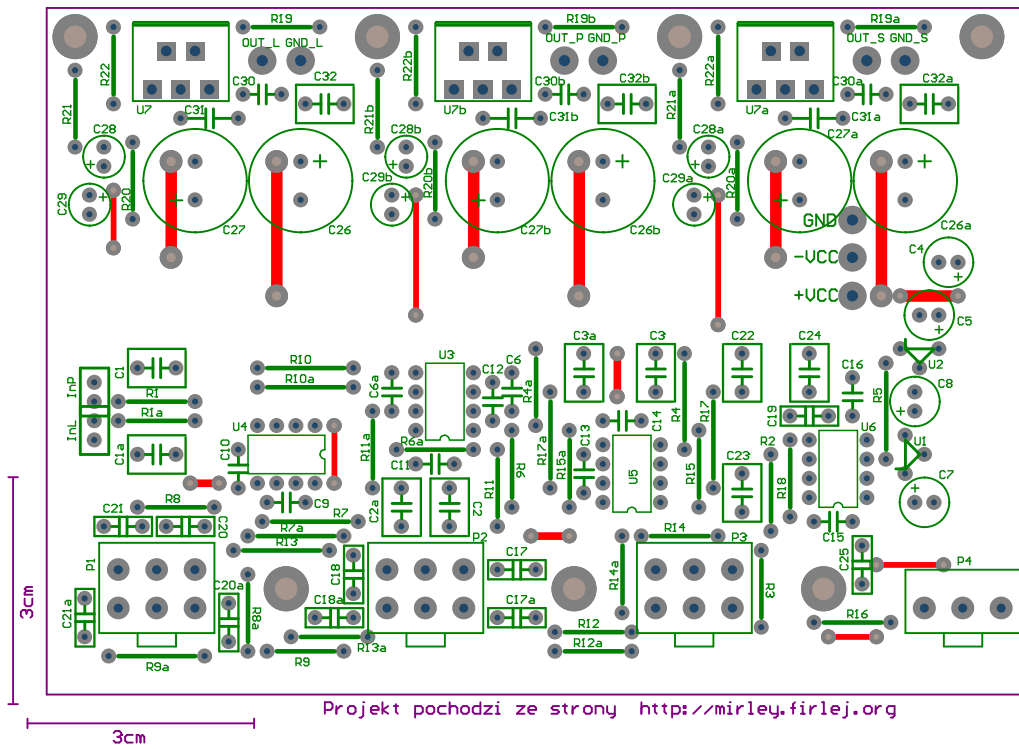 R19
R19b
R19a
OUT_L GND_L
OUT_P GND_P
OUT_S GND_S
R22
R22b
R22a
C30
C32
C30b
C32b
C30a
C32a
R21
R21b
R21a
U7
C31
U7b
C31b
U7a
C31a
C27a
C28
C28b
C28a
C29
R20
C29b
R20b
C29a
R20a
C27
C26
C27b
C26b
GND
C26a
-VCC
C4
+VCC
C5
U3
C3a
C3
C22
C24
C1
R10
R10a
C6a
C12
C6
R4a
C16
U2
InP
R1
R5
C8
InL
R1a
C19
U4
R11a
R6a
R17a
C14
R4
R17
U6
C1a
C10
C11
R11
R6
R15a
C13
U5
R15
R2
R18
U1
C23
C7
R8
C9
C2a
C2
C21
C20
R7
R7a
R13
C15
P1
P2
R14
P3
C18
C17
R14a
C25
P4
C20a
R3
C21a
R8a
C18a
C17a
R16
R9a
R9
R13a
R12
R12a
3cm
Projekt pochodzi ze strony http://mirley.firlej.org
3cm